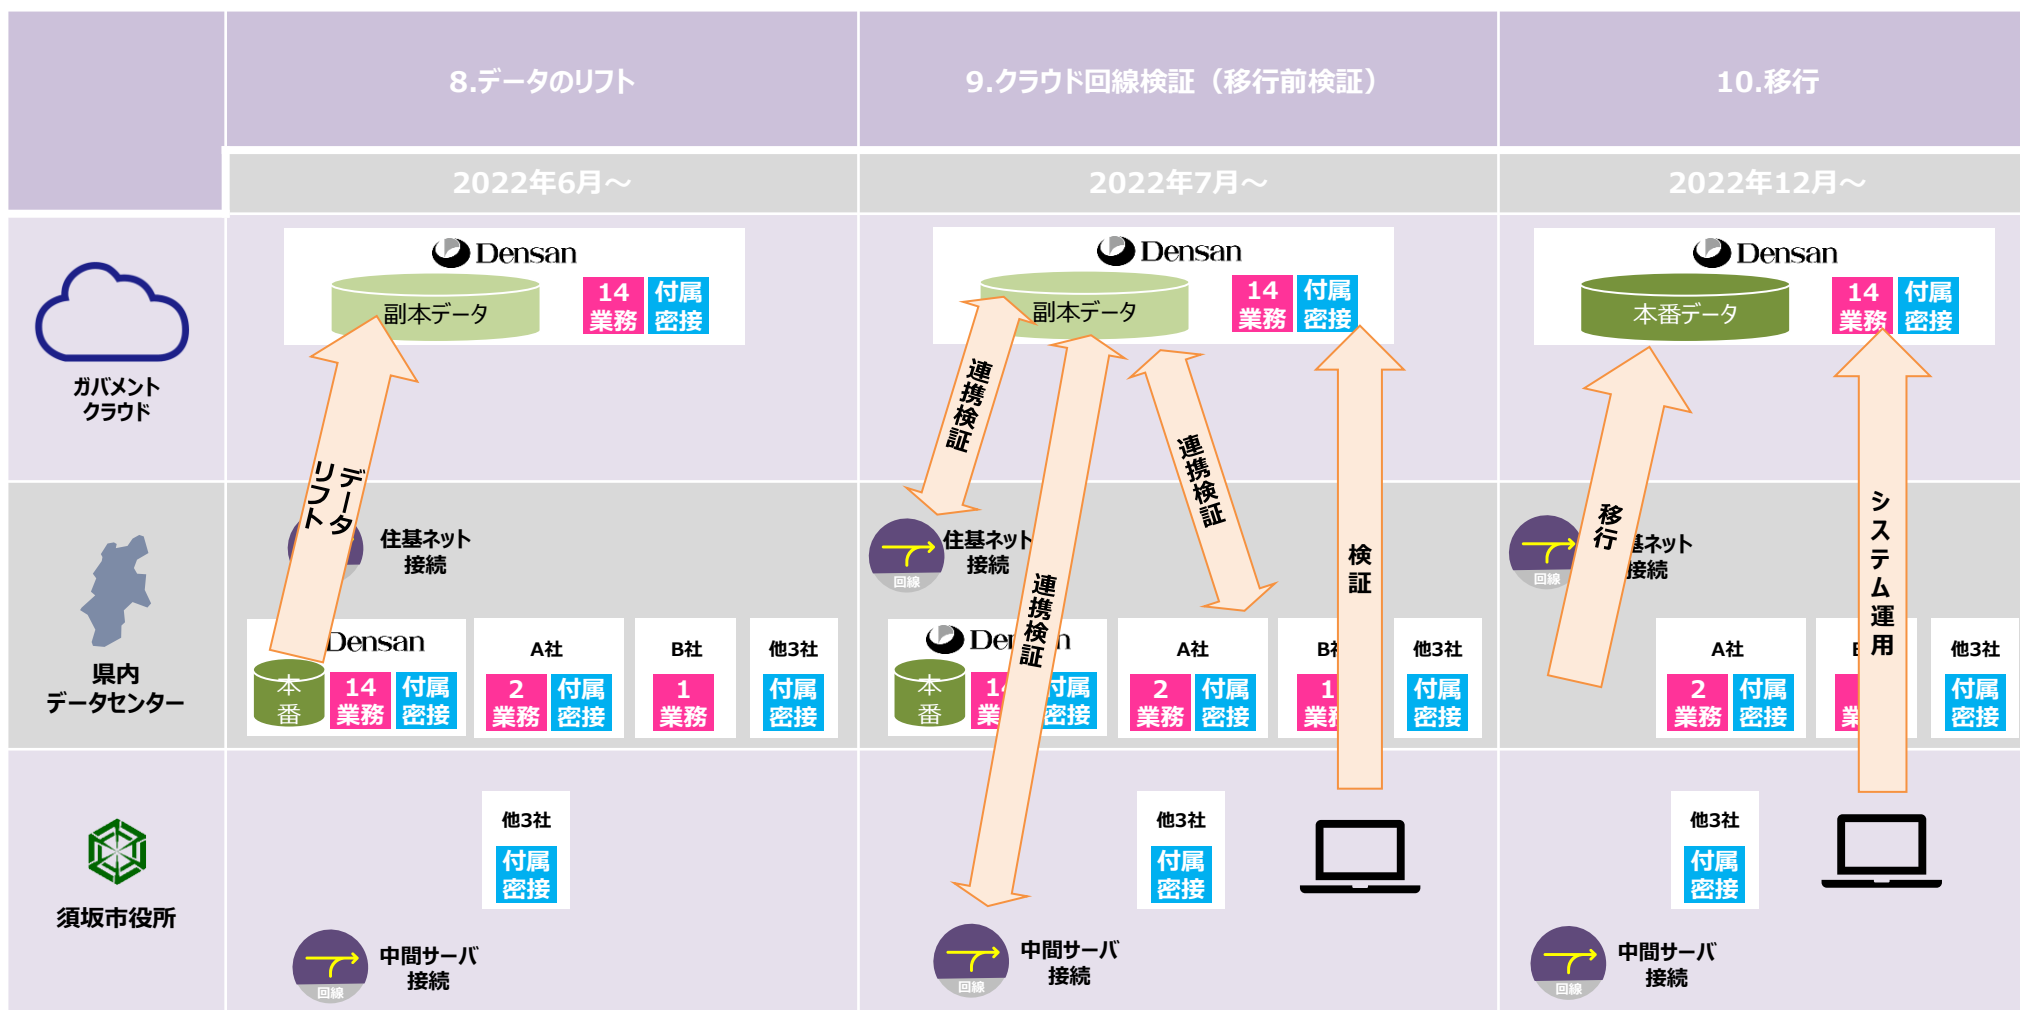 8.データのリフト
9.クラウド回線検証（移行前検証）
10.移行
2022年6月～
2022年7月～
2022年12月～
ガバメント
クラウド
Densan
副本データ
14
業務
付属
密接
データ
リフト
Densan
副本データ
14
業務
付属
密接
連携検証
連携検証
連携検証
検証
Densan
本番データ
14
業務
付属
密接
移行
システム運用
県内
データセンター
住基ネット
接続
Densan
本
番
14
業務
付属
密接
A社
2
業務
付属
密接
B社
1
業務
他3社
付属
密接
回線
住基ネット
接続
本
番
付属
密接
A社
2
業務
付属
密接
1
他3社
付属
密接
回線
基ネット
接続
A社
2
業務
付属
密接
他3社
付属
密接
須坂市役所
他3社
付属
密接
回線
中間サーバ
接続
他3社
付属
密接
回線
中間サーバ
接続
他3社
付属
密接
回線
中間サーバ
接続